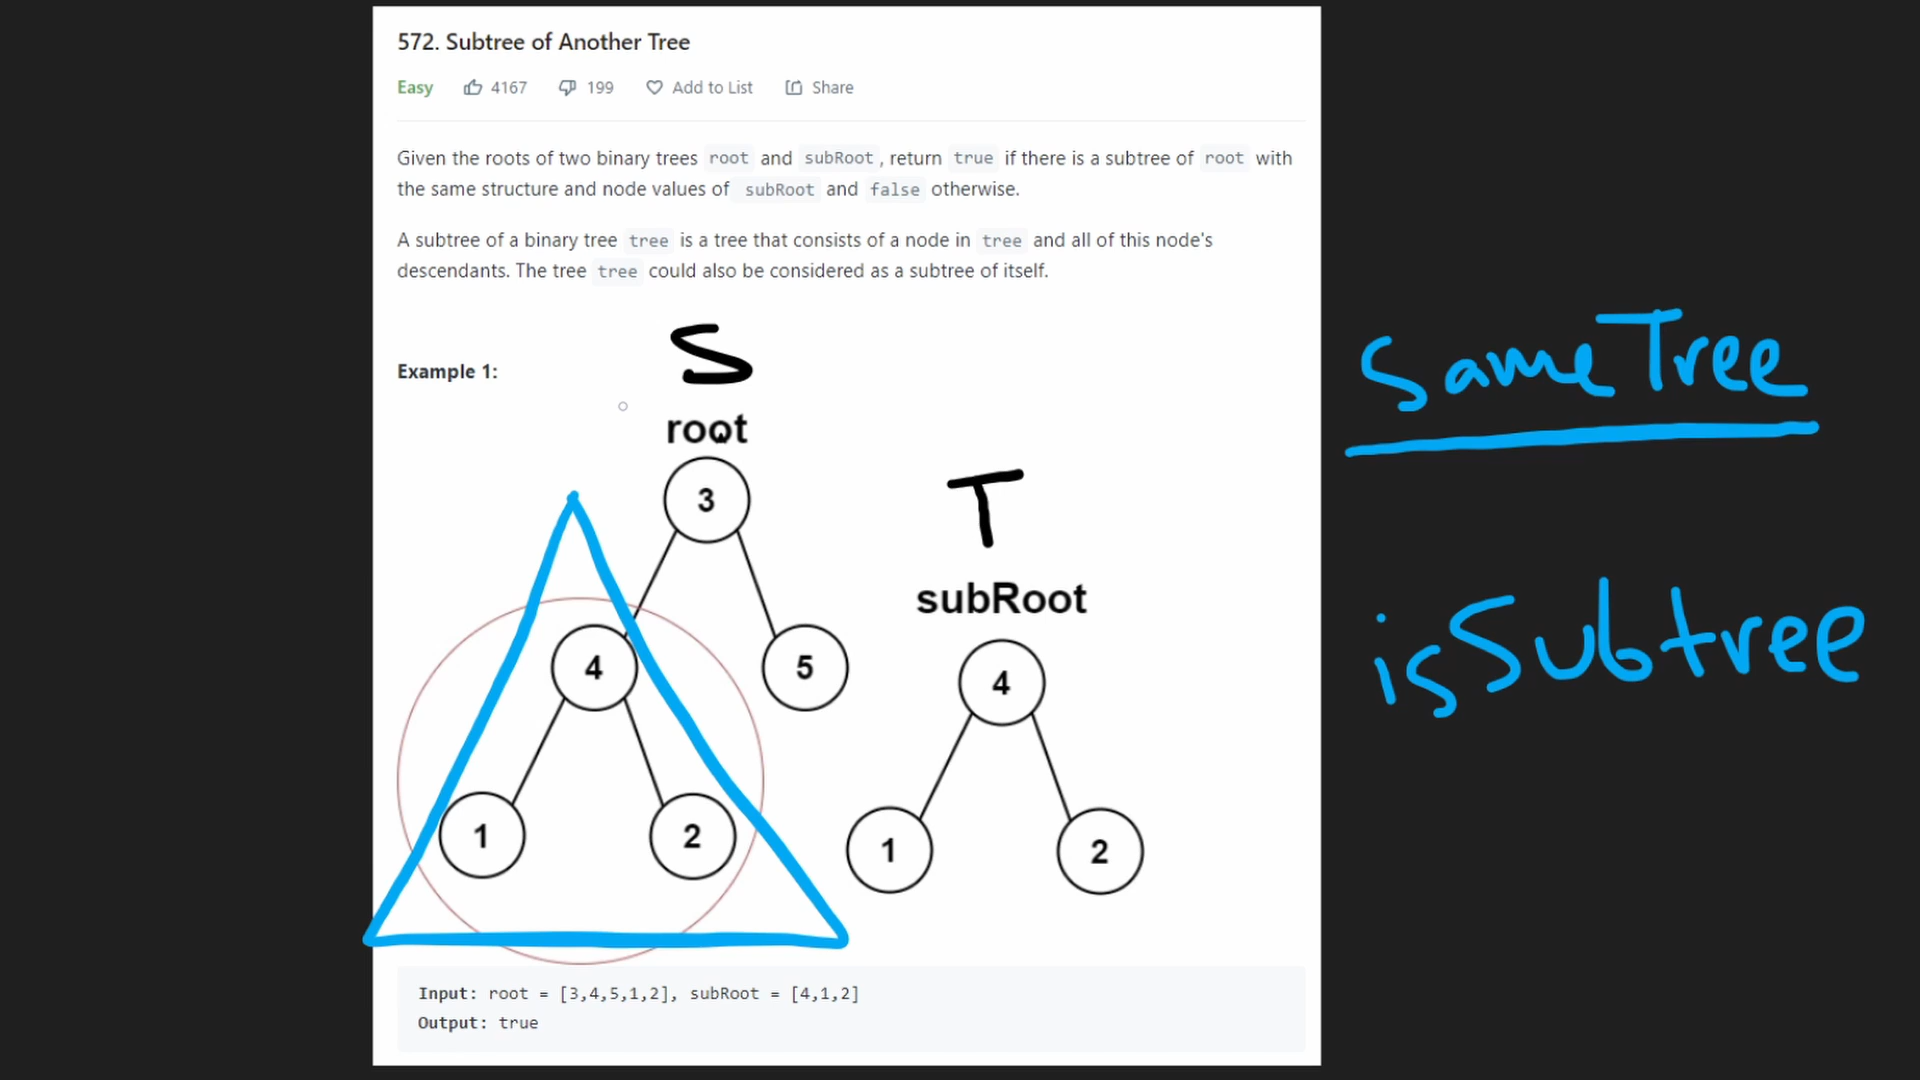 572. Subtree of Another Tree
Easy 4167 199 Add to List Share
Given the roots of two binary trees root and subRoot, return true if there is a subtree of root with
the same structure and node values of subRoot and false otherwise.
A subtree of a binary tree tree is a tree that consists of a node in tree and all of this node's
descendants. The tree tree could also be considered as a subtree of itself.
S
Example 1:
root
3
T
subRoot
4
5
4
1
2
1
2
Input: root = [3,4,5,1,2], subRoot = [4,1,2]
Output: true
SameTree
isSubtree